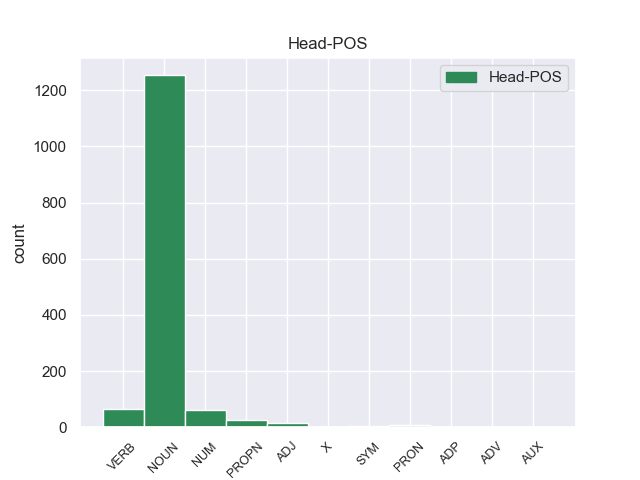 Head-POS
Head-POS
1200
1000
800
600
400
200
0
count
VERB NOUN NUM PROPN ADJ X SYM PRON ADP ADV AUX